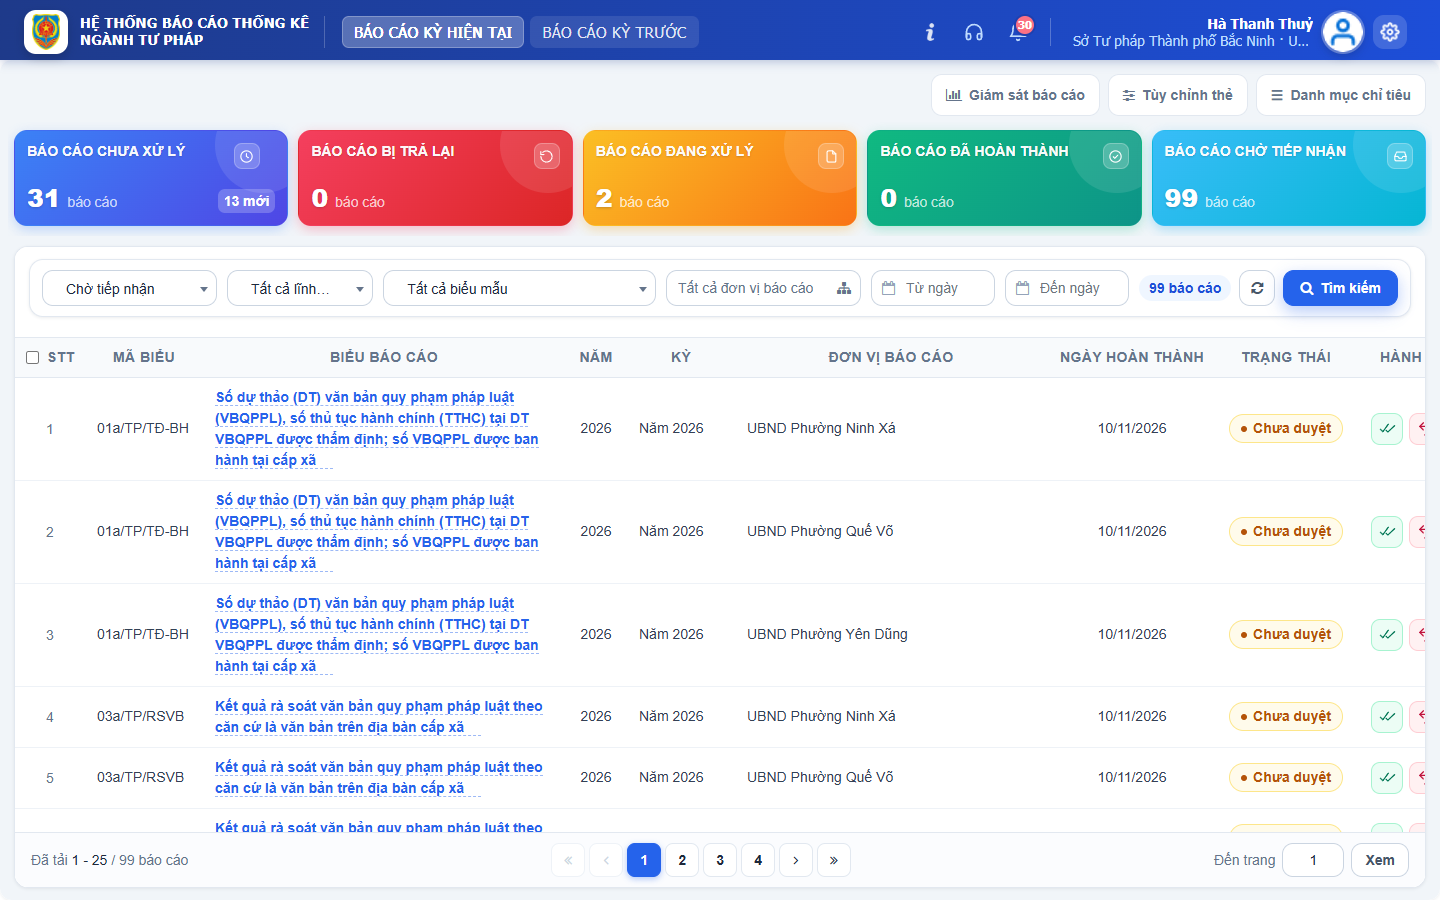 HỆ THỐNG BÁO CÁO THỐNG KÊ
NGÀNH TƯ PHÁP
BÁO CÁO KỲ HIỆN TẠI
BÁO CÁO KỲ TRƯỚC
30
Hà Thanh Thuỷ
Sở Tư pháp Thành phố Bắc Ninh · U...
Giám sát báo cáo
Tùy chỉnh thẻ
Danh mục chỉ tiêu
BÁO CÁO CHƯA XỬ LÝ
31 báo cáo
13 mới
BÁO CÁO BỊ TRẢ LẠI
0 báo cáo
BÁO CÁO ĐANG XỬ LÝ
2 báo cáo
BÁO CÁO ĐÃ HOÀN THÀNH
0 báo cáo
BÁO CÁO CHỜ TIẾP NHẬN
99 báo cáo
Chờ tiếp nhận
Tất cả lĩnh...
Tất cả biểu mẫu
Tất cả đơn vị báo cáo
Từ ngày
Đến ngày
99 báo cáo
Tìm kiếm
STT MÃ BIỂU BIỂU BÁO CÁO NĂM KỲ ĐƠN VỊ BÁO CÁO NGÀY HOÀN THÀNH TRẠNG THÁI HÀNH
1 01a/TP/TĐ-BH
Số dự thảo (DT) văn bản quy phạm pháp luật
(VBQPPL), số thủ tục hành chính (TTHC) tại DT
VBQPPL được thẩm định; số VBQPPL được ban
hành tại cấp xã
2026 Năm 2026 UBND Phường Ninh Xá 10/11/2026 Chưa duyệt
2 01a/TP/TĐ-BH
Số dự thảo (DT) văn bản quy phạm pháp luật
(VBQPPL), số thủ tục hành chính (TTHC) tại DT
VBQPPL được thẩm định; số VBQPPL được ban
hành tại cấp xã
2026 Năm 2026 UBND Phường Quế Võ 10/11/2026 Chưa duyệt
3 01a/TP/TĐ-BH
Số dự thảo (DT) văn bản quy phạm pháp luật
(VBQPPL), số thủ tục hành chính (TTHC) tại DT
VBQPPL được thẩm định; số VBQPPL được ban
hành tại cấp xã
2026 Năm 2026 UBND Phường Yên Dũng 10/11/2026 Chưa duyệt
4 03a/TP/RSVB
Kết quả rà soát văn bản quy phạm pháp luật theo
căn cứ là văn bản trên địa bàn cấp xã
2026 Năm 2026 UBND Phường Ninh Xá 10/11/2026 Chưa duyệt
5 03a/TP/RSVB
Kết quả rà soát văn bản quy phạm pháp luật theo
căn cứ là văn bản trên địa bàn cấp xã
2026 Năm 2026 UBND Phường Quế Võ 10/11/2026 Chưa duyệt
Kết quả rà soát văn bản quy phạm pháp luật theo
Đã tải 1 - 25 / 99 báo cáo
« ‹ 1 2 3 4 › »
Đến trang 1 Xem